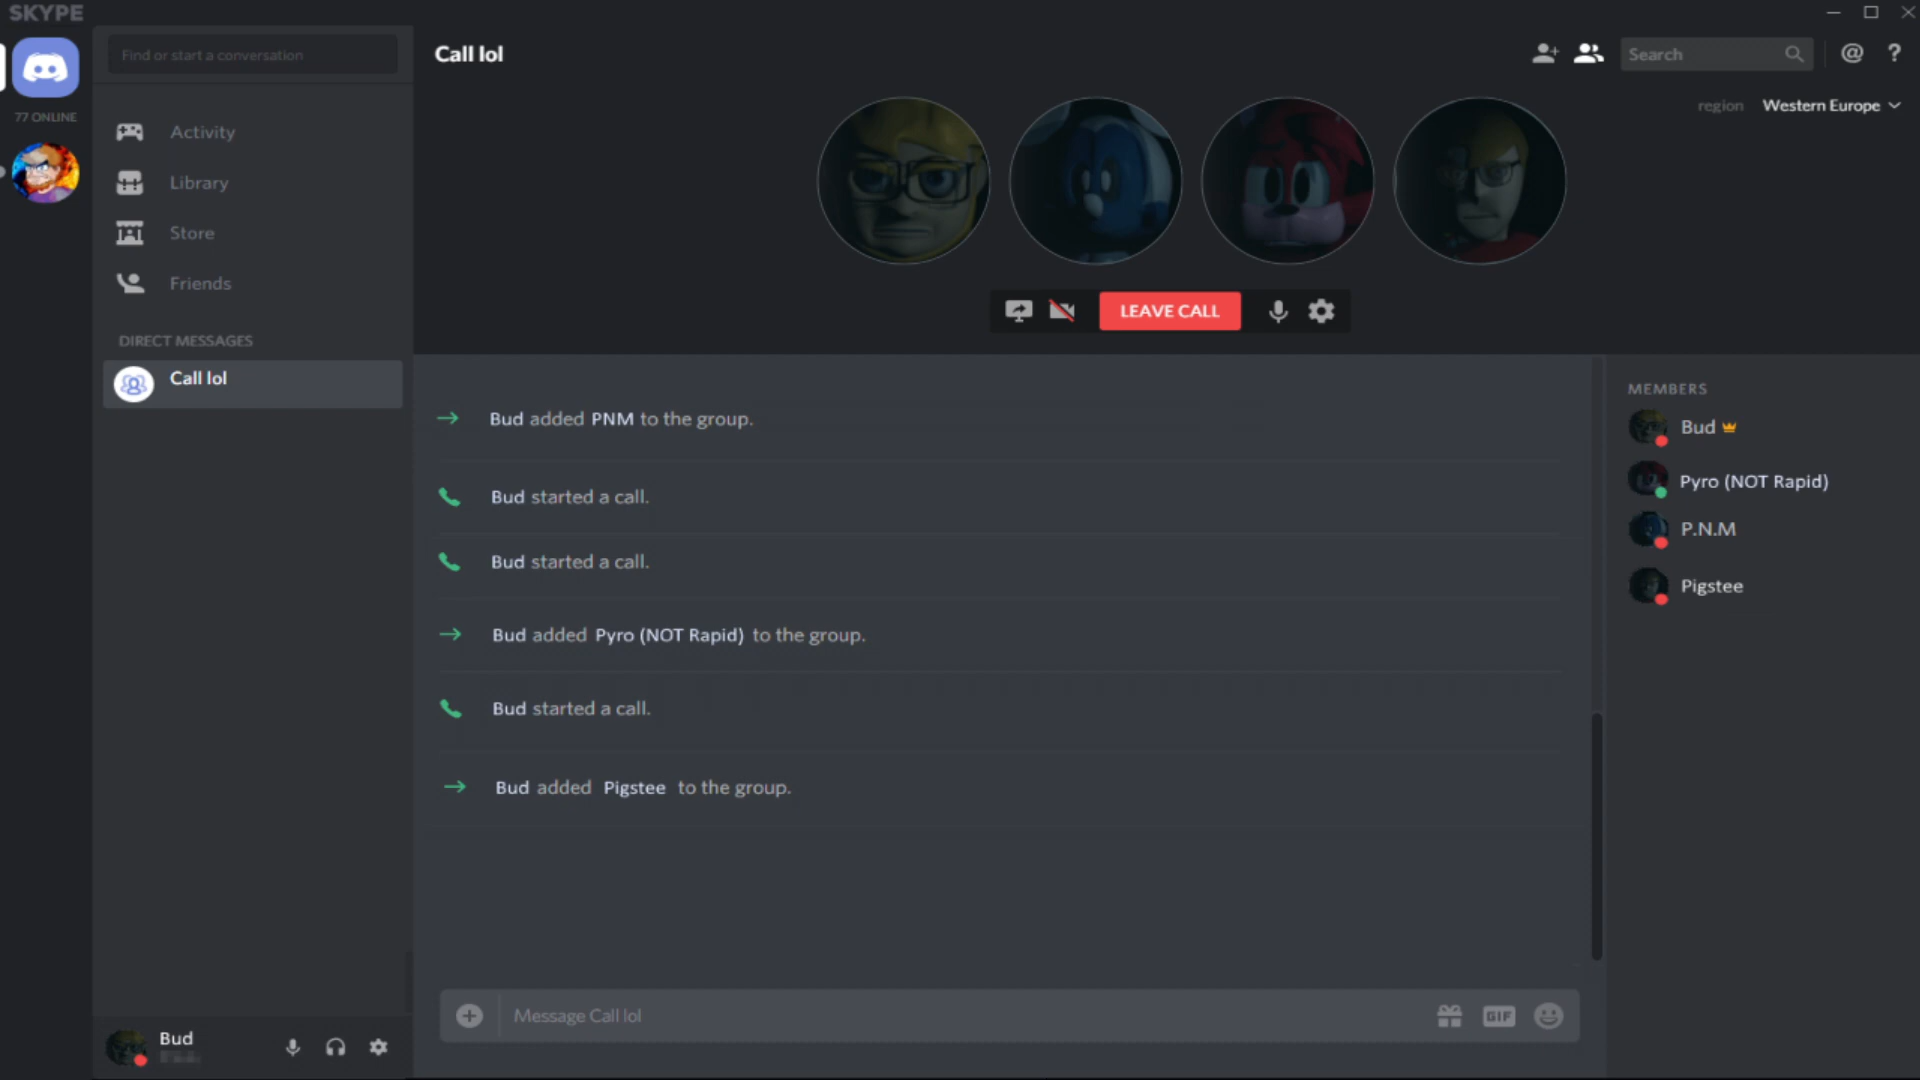 SKYPE
Find or start a conversation
Call lol
Search
77 ONLINE
region Western Europe
Activity
Library
Store
Friends
LEAVE CALL
DIRECT MESSAGES
Call lol
MEMBERS
Bud
Pyro (NOT Rapid)
P.N.M
Pigstee
Bud added PNM to the group.
Bud started a call.
Bud started a call.
Bud added Pyro (NOT Rapid) to the group.
Bud started a call.
Bud added Pigstee to the group.
Message Call lol
GIF
Bud